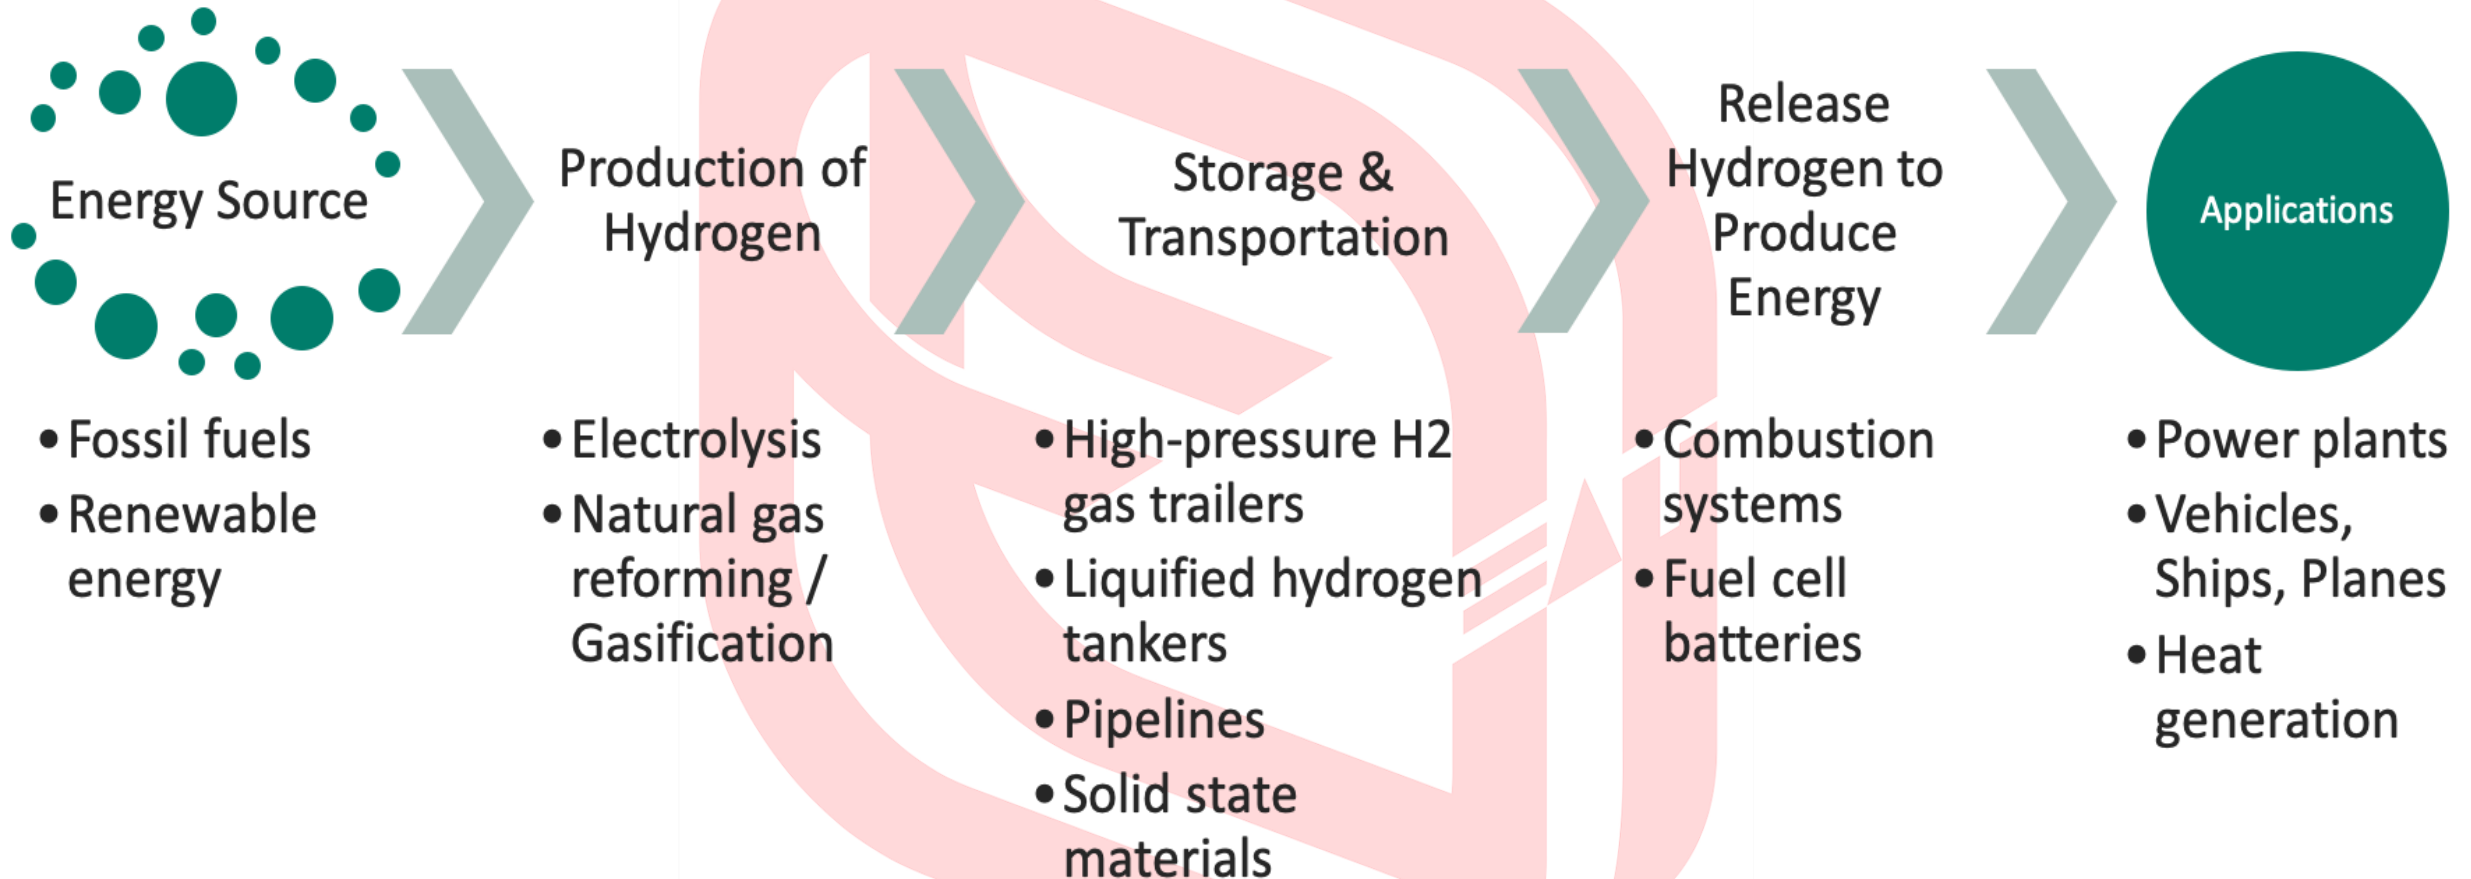 Energy Source
Production of
Hydrogen
Storage &
Transportation
Release
Hydrogen to
Produce
Energy
Applications
• Fossil fuels
• Renewable
energy
• Electrolysis
• Natural gas
reforming /
Gasification
• High-pressure H2
gas trailers
• Liquified hydrogen
tankers
• Pipelines
• Solid state
materials
• Combustion
systems
• Fuel cell
batteries
• Power plants
• Vehicles,
Ships, Planes
• Heat
generation